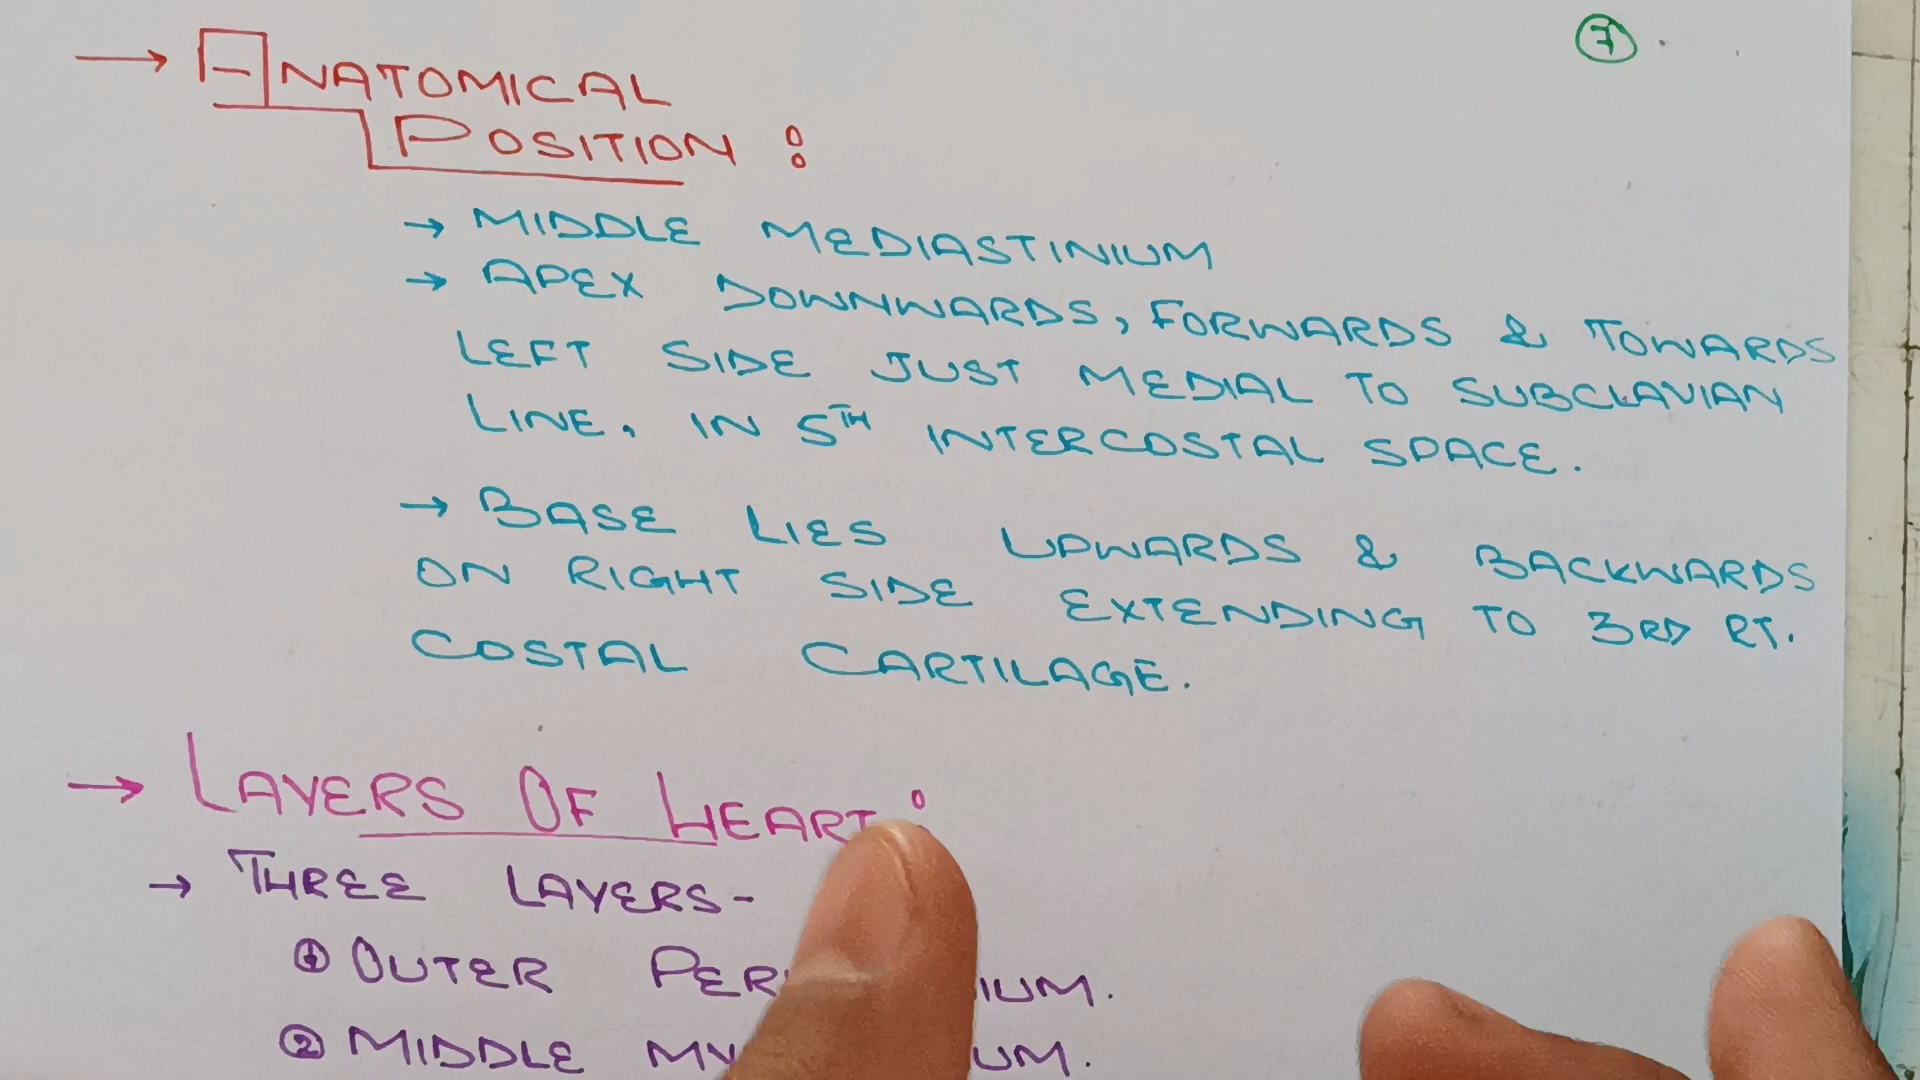 7
→ ANATOMICAL
POSITION :
→ MIDDLE MEDIASTINIUM
→ APEX DOWNWARDS, FORWARDS & TOWARDS
LEFT SIDE JUST MEDIAL TO SUBCLAVIAN
LINE, IN 5TH INTERCOSTAL SPACE.
→ BASE LIES UPWARDS & BACKWARDS
ON RIGHT SIDE EXTENDING TO 3RD RT.
COSTAL CARTILAGE.
→ LAYERS OF HEART :
→ THREE LAYERS-
① OUTER
② MIDDLE